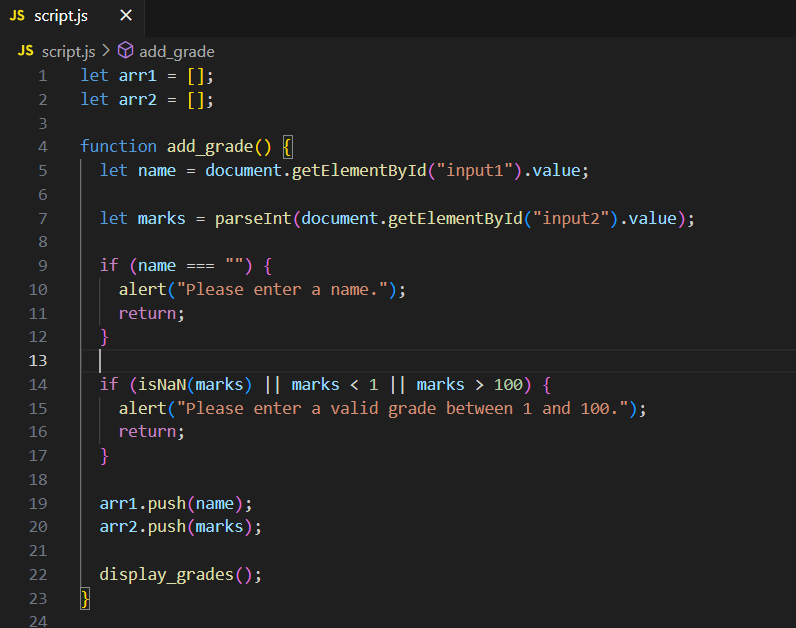 JS script.js ×
JS script.js > add_grade
1 let arr1 = [];
2 let arr2 = [];
3
4 function add_grade() {
5 let name = document.getElementById("input1").value;
6
7 let marks = parseInt(document.getElementById("input2").value);
8
9 if (name === "") {
10 alert("Please enter a name.");
11 return;
12 }
13
14 if (isNaN(marks) || marks < 1 || marks > 100) {
15 alert("Please enter a valid grade between 1 and 100.");
16 return;
17 }
18
19 arr1.push(name);
20 arr2.push(marks);
21
22 display_grades();
23 }
24